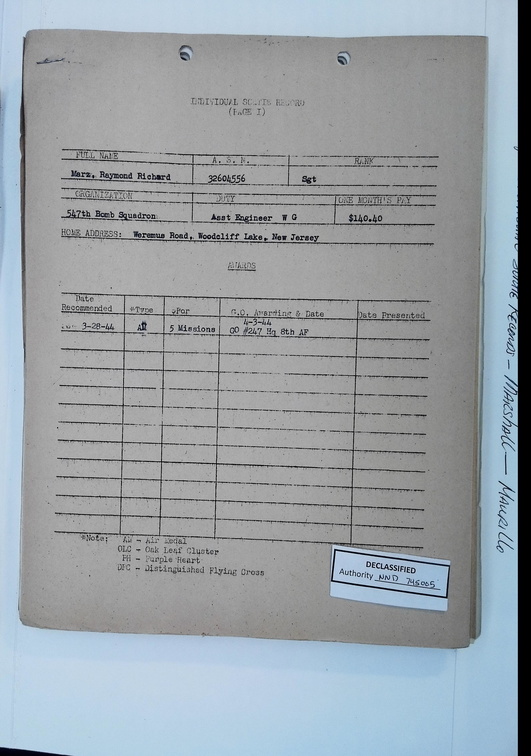 INDIVIDUAL SORTIE RECORD
(PAGE I)
FULL NAME A. S. N. RANK
Marz, Raymond Richard 32604556 Sgt
ORGANIZATION DUTY ONE MONTH'S PAY
547th Bomb Squadron Asst Engineer W G $140.40
HOME ADDRESS: Weremus Road, Woodcliff Lake, New Jersey
AWARDS
Date Recommended *Type *For G.O. Awarding & Date Date Presented
4-3-44
3-28-44 5 Missions GO #247 Hq 8th AF
*Note: AM - Air Medal
OLC - Oak Leaf Cluster
PH - Purple Heart
DFC - Distinguished Flying Cross
DECLASSIFIED
Authority NND 745005
Records - Marshall - Maurillo